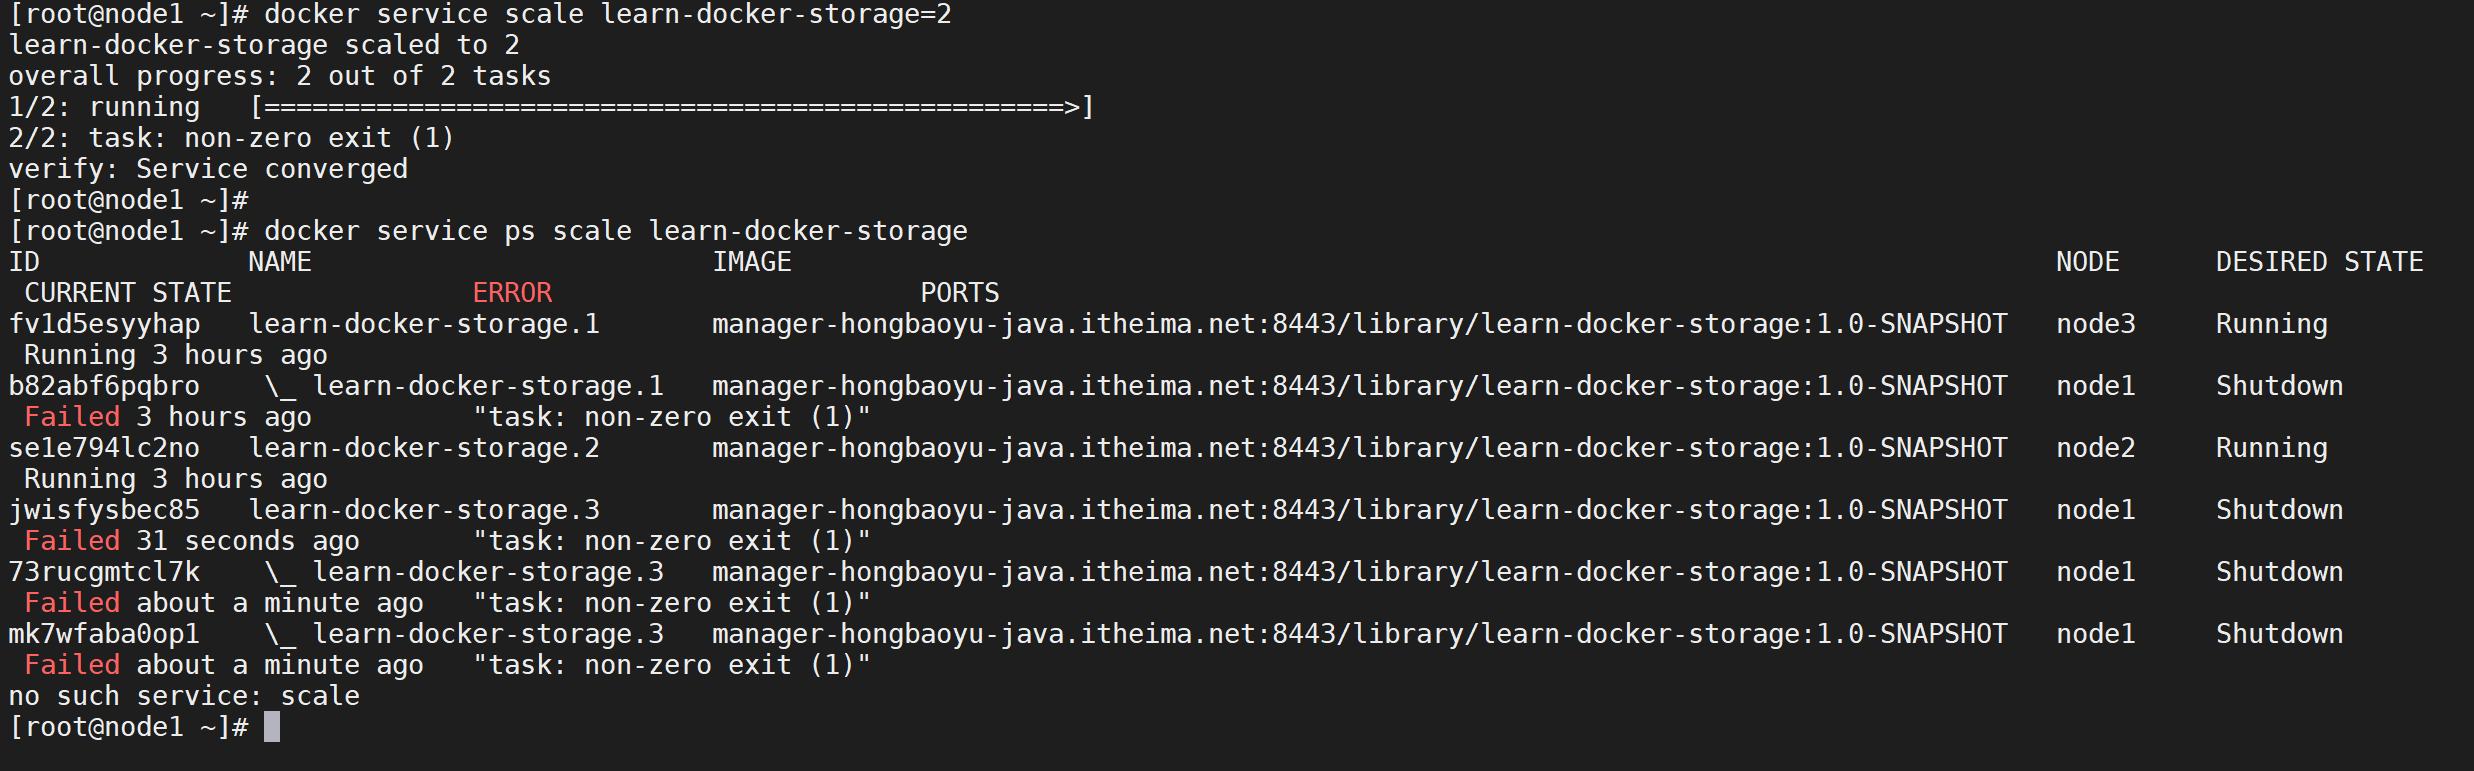 [root@node1 ~]# docker service scale learn-docker-storage=2
learn-docker-storage scaled to 2
overall progress: 2 out of 2 tasks
1/2: running   [==================================================>]
2/2: task: non-zero exit (1)
verify: Service converged
[root@node1 ~]#
[root@node1 ~]# docker service ps scale learn-docker-storage
ID             NAME                         IMAGE                                                                               NODE      DESIRED STATE
 CURRENT STATE               ERROR                       PORTS
fv1d5esyyhap   learn-docker-storage.1       manager-hongbaoyu-java.itheima.net:8443/library/learn-docker-storage:1.0-SNAPSHOT   node3     Running
 Running 3 hours ago
b82abf6pqbro    \_ learn-docker-storage.1   manager-hongbaoyu-java.itheima.net:8443/library/learn-docker-storage:1.0-SNAPSHOT   node1     Shutdown
 Failed 3 hours ago          "task: non-zero exit (1)"
se1e794lc2no   learn-docker-storage.2       manager-hongbaoyu-java.itheima.net:8443/library/learn-docker-storage:1.0-SNAPSHOT   node2     Running
 Running 3 hours ago
jwisfysbec85   learn-docker-storage.3       manager-hongbaoyu-java.itheima.net:8443/library/learn-docker-storage:1.0-SNAPSHOT   node1     Shutdown
 Failed 31 seconds ago       "task: non-zero exit (1)"
73rucgmtcl7k    \_ learn-docker-storage.3   manager-hongbaoyu-java.itheima.net:8443/library/learn-docker-storage:1.0-SNAPSHOT   node1     Shutdown
 Failed about a minute ago   "task: non-zero exit (1)"
mk7wfaba0op1    \_ learn-docker-storage.3   manager-hongbaoyu-java.itheima.net:8443/library/learn-docker-storage:1.0-SNAPSHOT   node1     Shutdown
 Failed about a minute ago   "task: non-zero exit (1)"
no such service: scale
[root@node1 ~]#